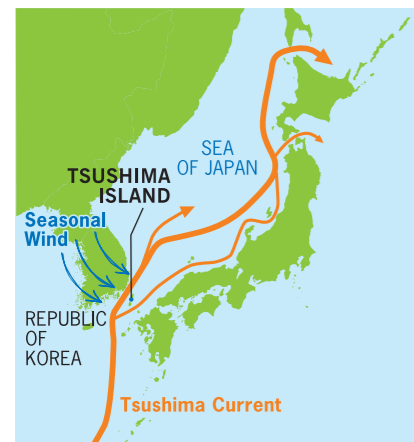 SEA
OF JAPAN
TSUSHIMA
ISLAND
Seasonal
Wind
REPUBLIC
OF
KOREA
Tsushima Current